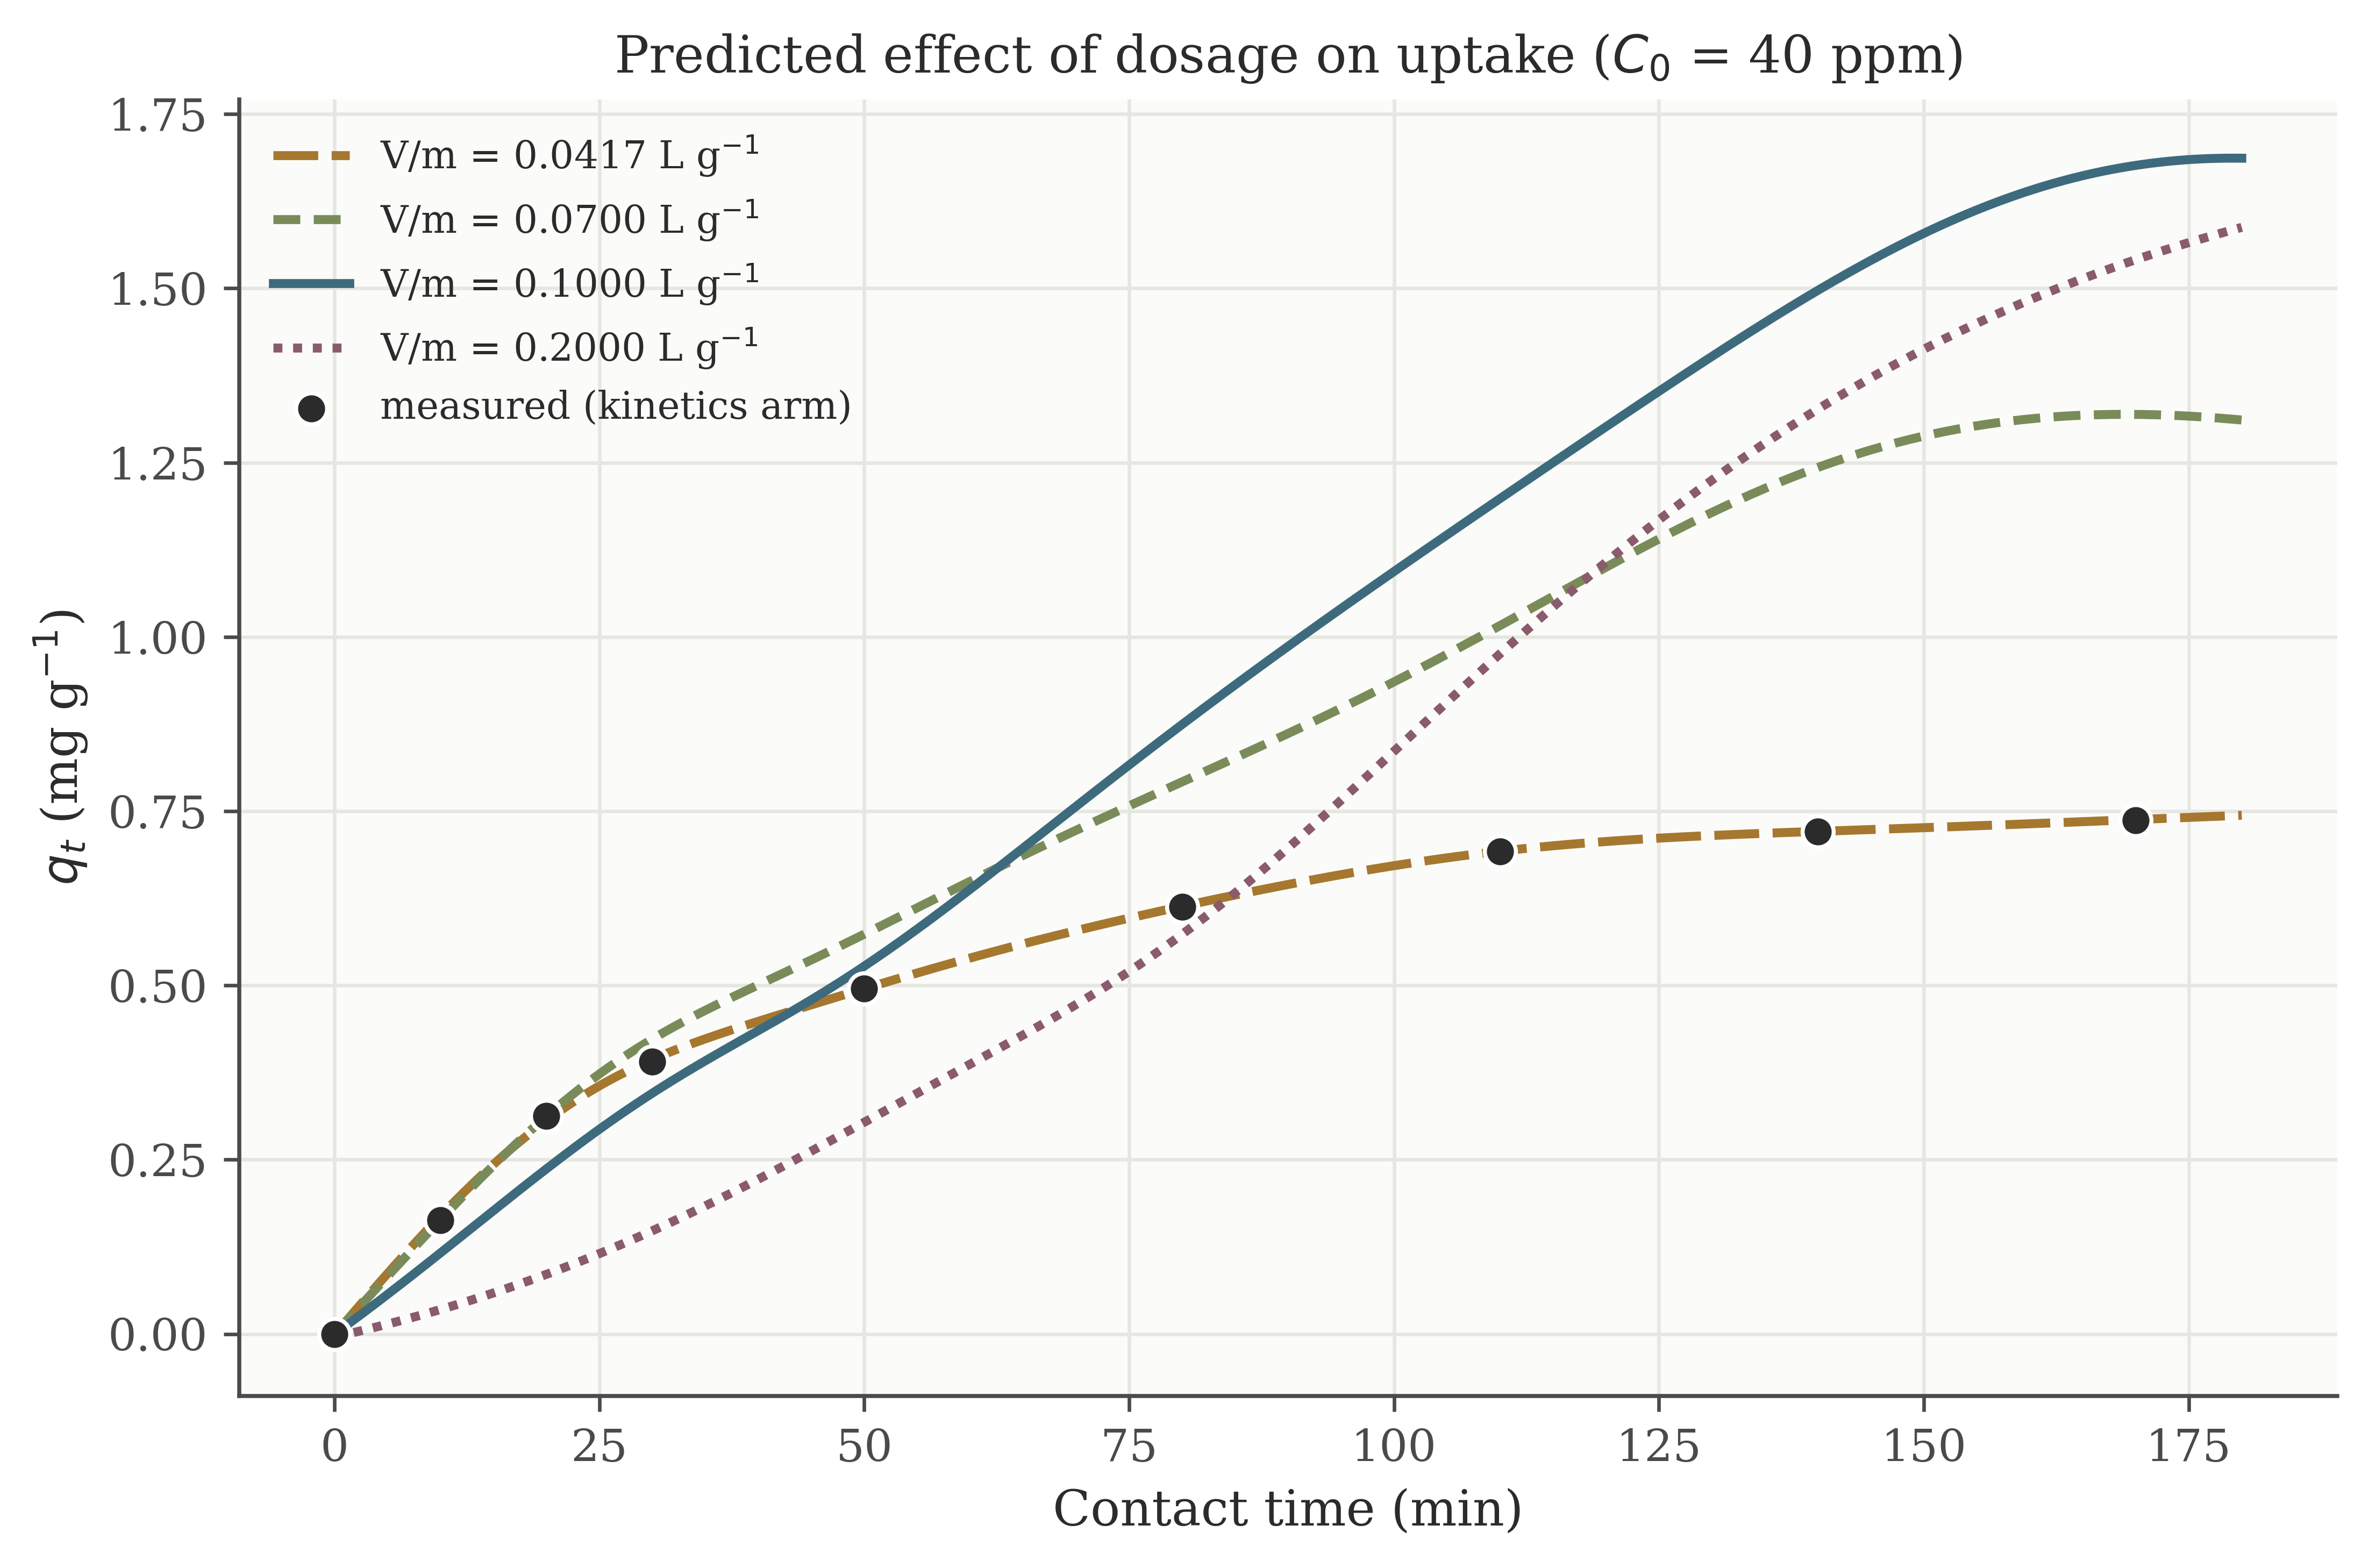 Predicted effect of dosage on uptake (C₀ = 40 ppm)
V/m = 0.0417 L g⁻¹
V/m = 0.0700 L g⁻¹
V/m = 0.1000 L g⁻¹
V/m = 0.2000 L g⁻¹
measured (kinetics arm)
qₜ (mg g⁻¹)
1.75
1.50
1.25
1.00
0.75
0.50
0.25
0.00
0 25 50 75 100 125 150 175
Contact time (min)